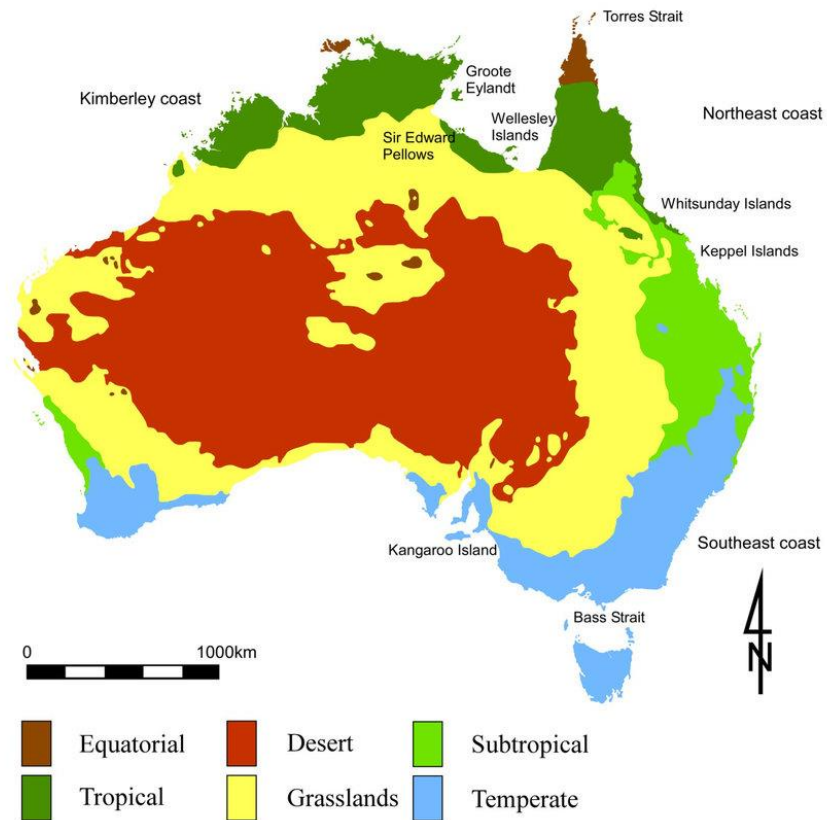 Torres Strait
Groote
Eylandt
Kimberley coast
Northeast coast
Wellesley
Islands
Sir Edward
Pellows
Whitsunday Islands
Keppel Islands
Kangaroo Island
Southeast coast
Bass Strait
0 1000km
N
Equatorial Desert Subtropical
Tropical Grasslands Temperate